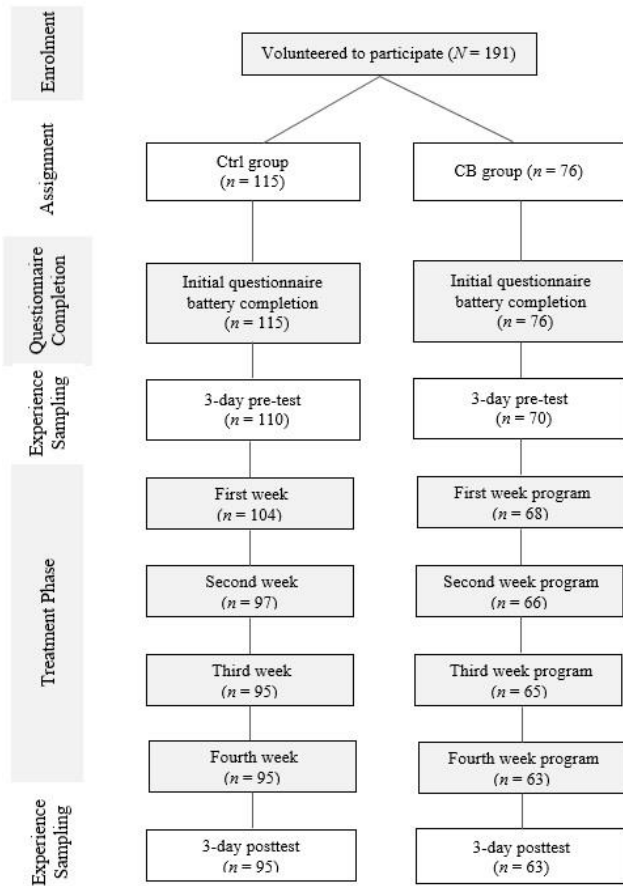 Enrolment
Volunteered to participate (N = 191)
Assignment
Ctrl group
(n = 115)
CB group (n = 76)
Questionnaire
Completion
Initial questionnaire
battery completion
(n = 115)
Initial questionnaire
battery completion
(n = 76)
Experience
Sampling
3-day pre-test
(n = 110)
3-day pre-test
(n = 70)
Treatment Phase
First week
(n = 104)
First week program
(n = 68)
Second week
(n = 97)
Second week program
(n = 66)
Third week
(n = 95)
Third week program
(n = 65)
Fourth week
(n = 95)
Fourth week program
(n = 63)
Experience
Sampling
3-day posttest
(n = 95)
3-day posttest
(n = 63)